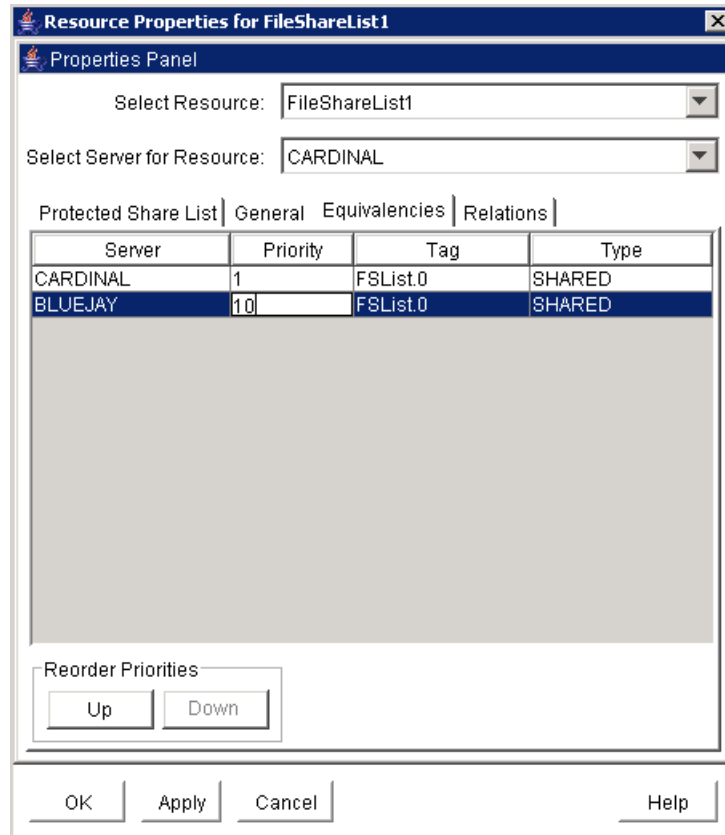 Resource Properties for FileShareList1
Properties Panel
Select Resource: FileShareList1
Select Server for Resource: CARDINAL
Protected Share List General Equivalencies Relations
Server Priority Tag Type
CARDINAL 1 FSList.0 SHARED
BLUEJAY 10 FSList.0 SHARED
Reorder Priorities
Up Down
OK Apply Cancel Help